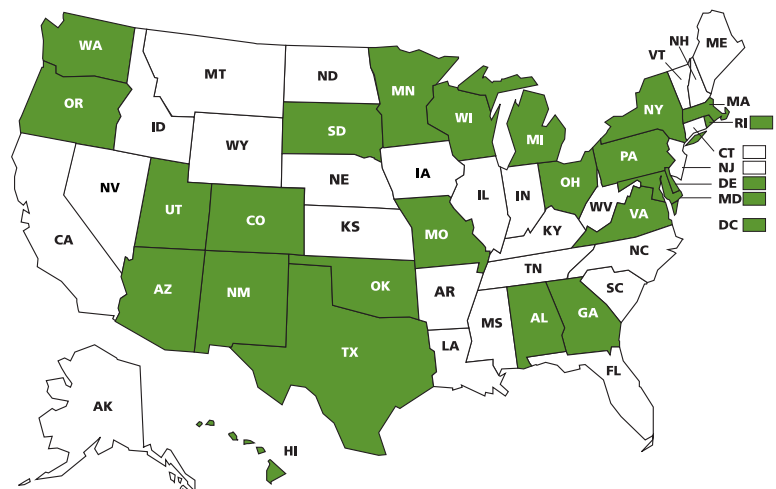 ME
NH
VT
WA
MT
ND
MN
OR
ID
SD
WI
MI
NY
MA
RI
WY
CT
NJ
PA
DE
IA
NE
MD
NV
IL
IN
OH
WV
VA
UT
CO
DC
KS
MO
KY
CA
NC
TN
OK
AZ
NM
AR
SC
MS
AL
GA
LA
TX
FL
AK
HI